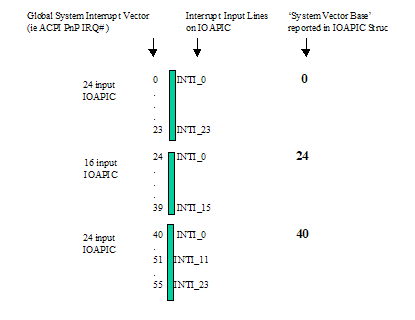 Global System Interrupt Vector
(ie ACPI PnP IRQ#)
Interrupt Input Lines
on IOAPIC
‘System Vector Base’
reported in IOAPIC Struc
24 input
IOAPIC
0
.
.
.
23
INTI_0
INTI_23
0
16 input
IOAPIC
24
.
.
.
39
INTI_0
INTI_15
24
24 input
IOAPIC
40
.
51
.
55
INTI_0
INTI_11
INTI_23
40